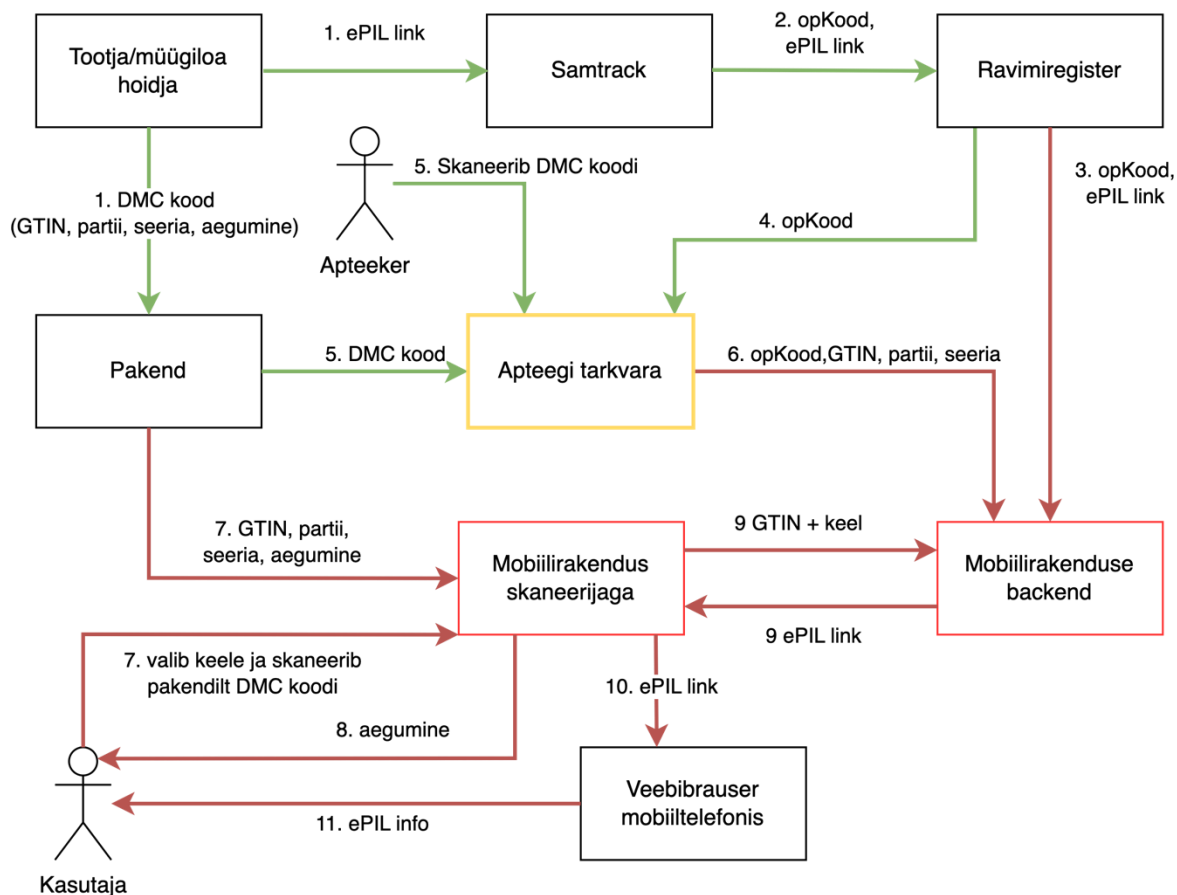 Tootja/müügiloa
hoidja
1. ePIL link
Samtrack
2. opKood,
ePIL link
Ravimiregister
1. DMC kood
(GTIN, partii, seeria, aegumine)
5. Skaneerib DMC koodi
Apteeker
4. opKood
3. opKood,
ePIL link
Pakend
5. DMC kood
Apteegi tarkvara
6. opKood,GTIN, partii, seeria
7. GTIN, partii,
seeria, aegumine
Mobiilirakendus
skaneerijaga
9 GTIN + keel
Mobiilirakenduse
backend
9 ePIL link
7. valib keele ja skaneerib
pakendilt DMC koodi
10. ePIL link
8. aegumine
Veebibrauser
mobiiltelefonis
11. ePIL info
Kasutaja